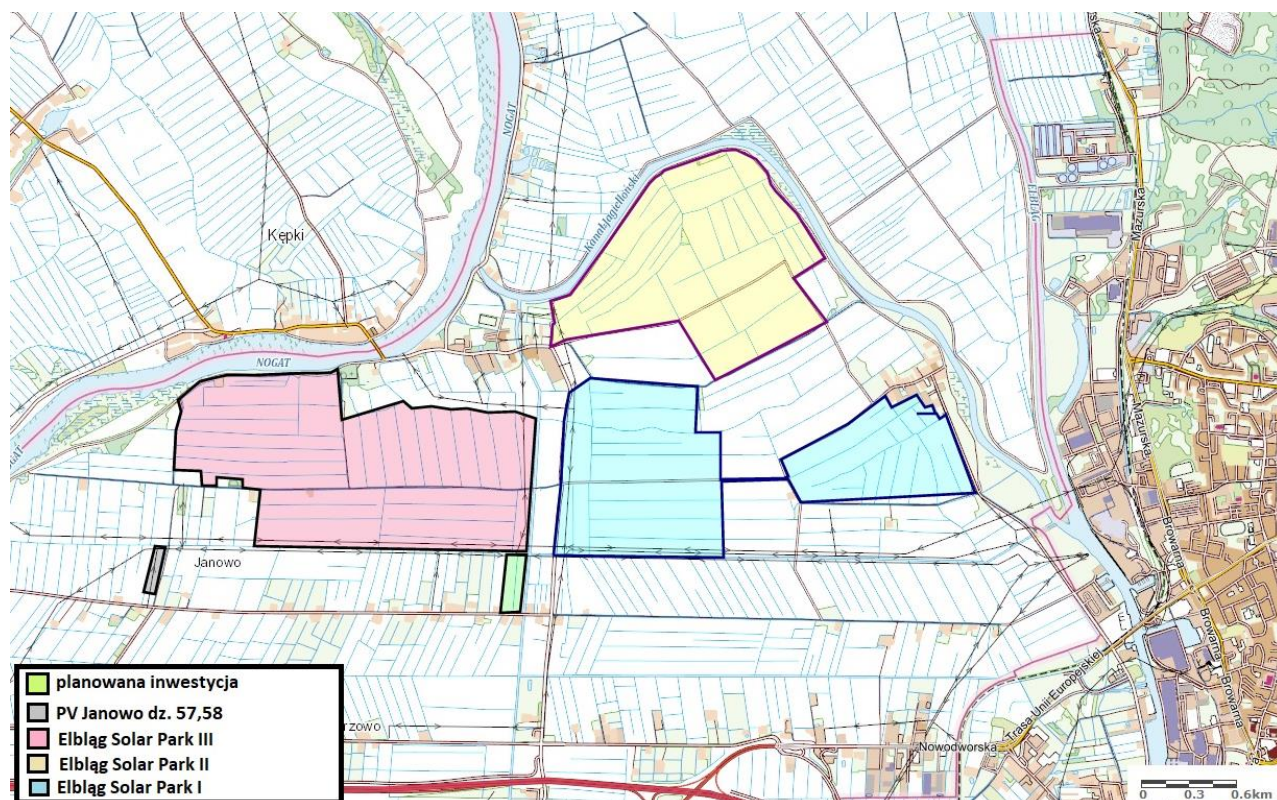 NOGAT
Kanał Jagielloński
ELBLĄG
Mazurska
Kępki
NOGAT
Mazurska
NOGAT
Janowo
Browarna
Browarna
Browarna
Trasa Unii Europejskiej
Nowodworska
planowana inwestycja
PV Janowo dz. 57,58
Elbląg Solar Park III
rzowo
Elbląg Solar Park II
Elbląg Solar Park I
0 0.3 0.6km